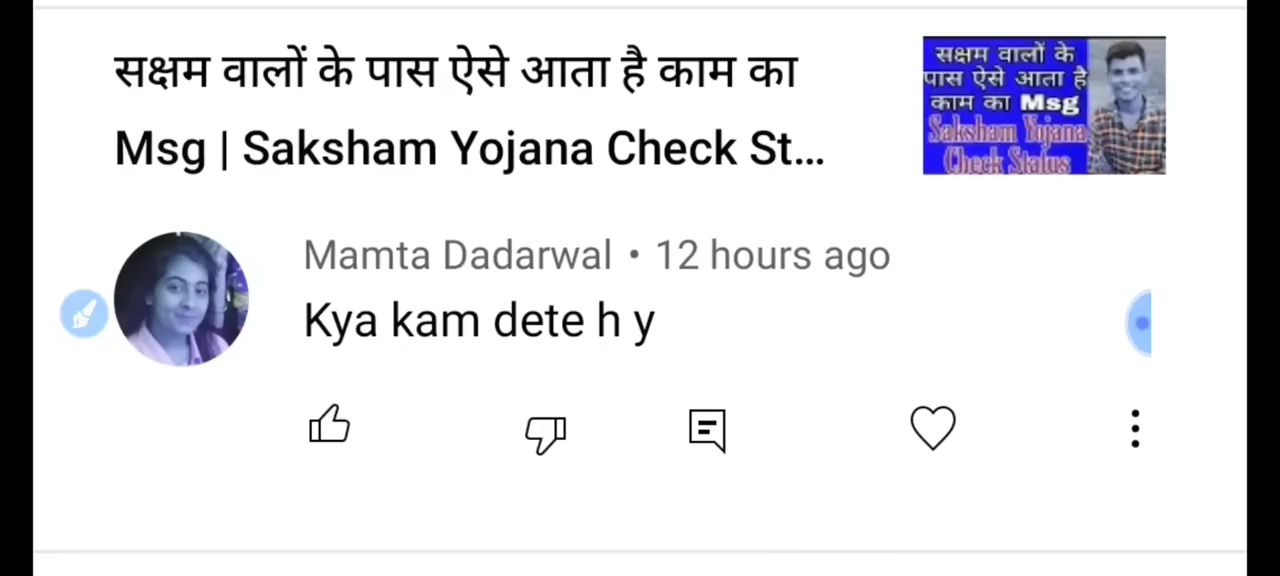 सक्षम वालों के पास ऐसे आता है काम का
Msg | Saksham Yojana Check St...
सक्षम वालों के
पास ऐसे आता है
काम का Msg
Saksham Yojana
Check Status
Mamta Dadarwal • 12 hours ago
Kya kam dete h y